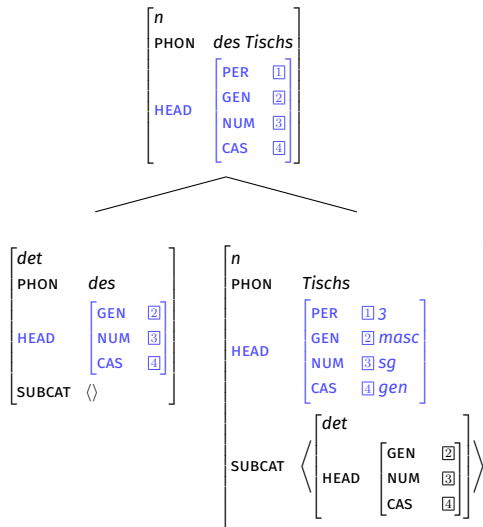 n
PHON des Tischs
PER 1
GEN 2
HEAD
NUM 3
CAS 4
det
PHON des
GEN 2
HEAD NUM 3
CAS 4
SUBCAT ⟨⟩
n
PHON Tischs
PER 1 3
GEN 2 masc
HEAD
NUM 3 sg
CAS 4 gen
det
GEN 2
SUBCAT ⟨ HEAD NUM 3 ⟩
CAS 4